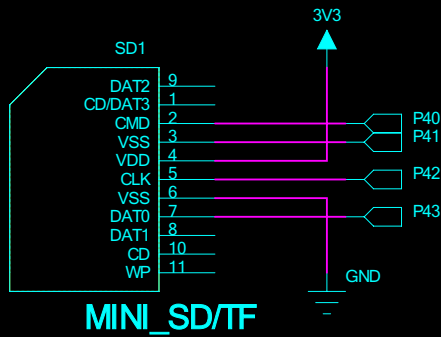 3V3
SD1
DAT2 9
CD/DAT3 1
CMD 2 P40
VSS 3 P41
VDD 4
CLK 5 P42
VSS 6
DAT0 7 P43
DAT1 8
CD 10
WP 11
GND
MINI_SD/TF